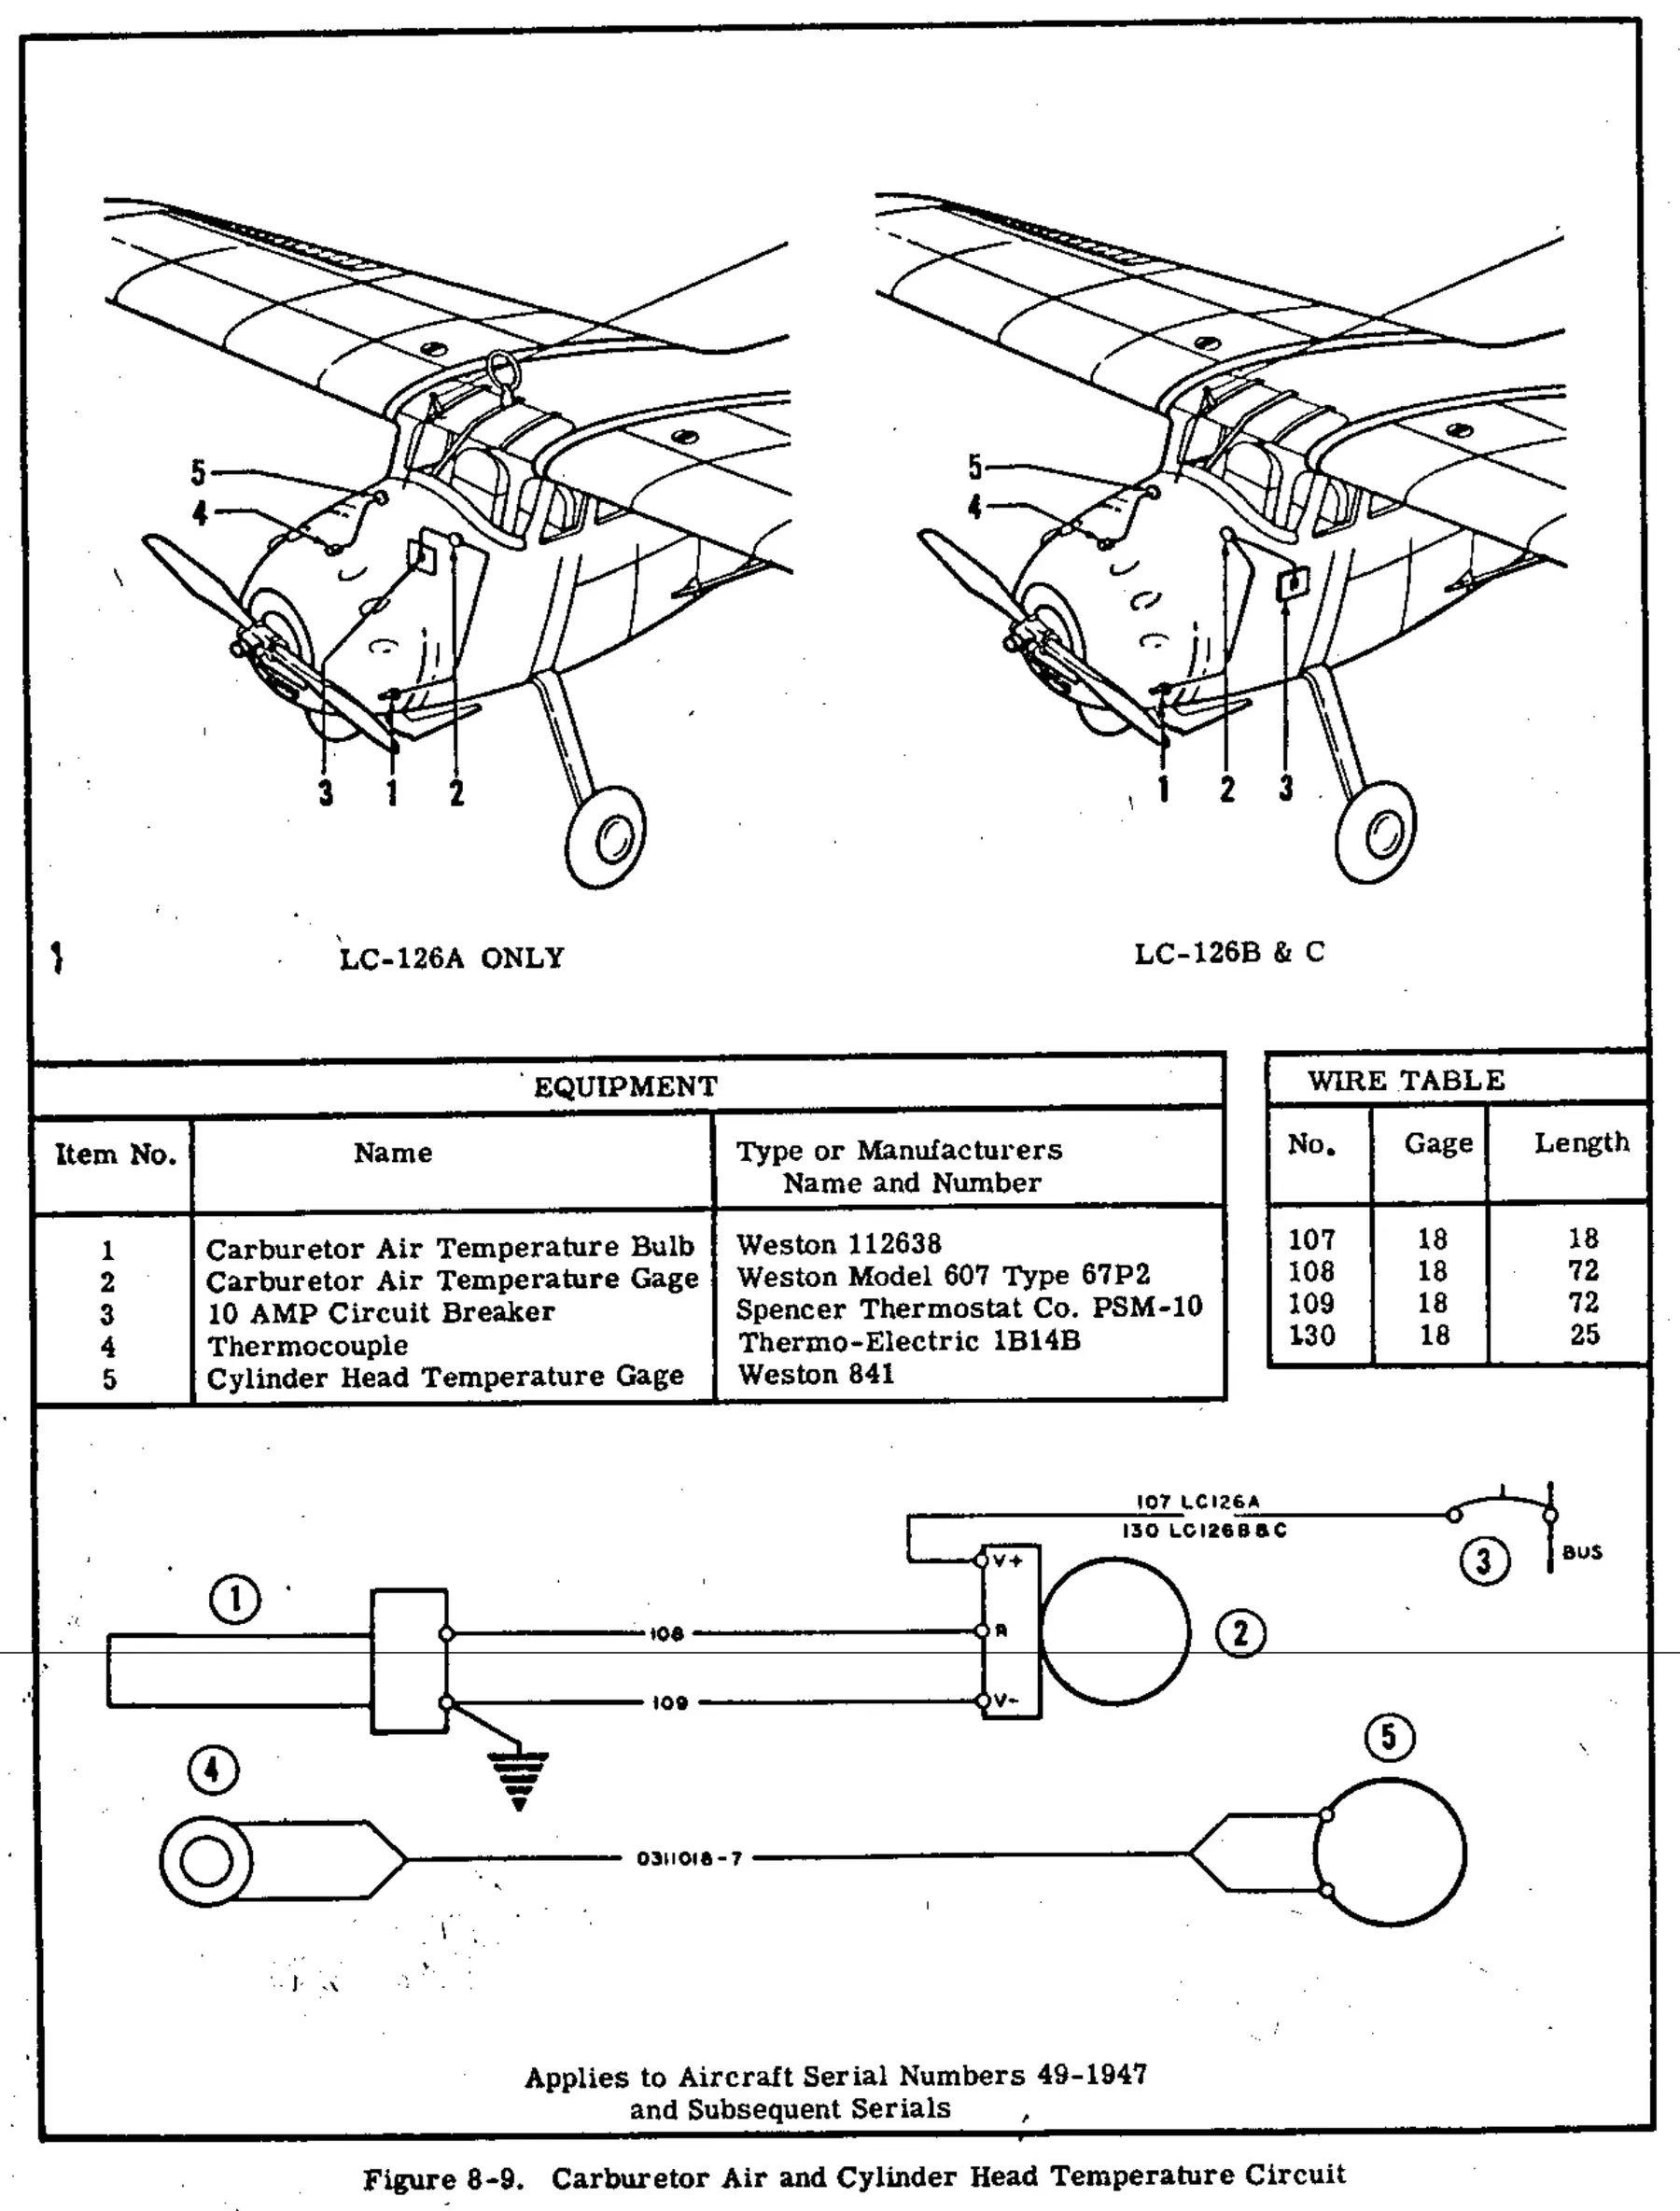 5
4
3 1 2
5
4
1 2 3
LC-126A ONLY
LC-126B & C
EQUIPMENT
Item No. Name Type or Manufacturers Name and Number
1 Carburetor Air Temperature Bulb Weston 112638
2 Carburetor Air Temperature Gage Weston Model 607 Type 67P2
3 10 AMP Circuit Breaker Spencer Thermostat Co. PSM-10
4 Thermocouple Thermo-Electric 1B14B
5 Cylinder Head Temperature Gage Weston 841
WIRE TABLE
No. Gage Length
107 18 18
108 18 72
109 18 72
130 18 25
107 LC126A
130 LC126B&C
3
BUS
V+
1
108
R
2
109
V-
5
4
0311018-7
Applies to Aircraft Serial Numbers 49-1947
and Subsequent Serials
Figure 8-9. Carburetor Air and Cylinder Head Temperature Circuit